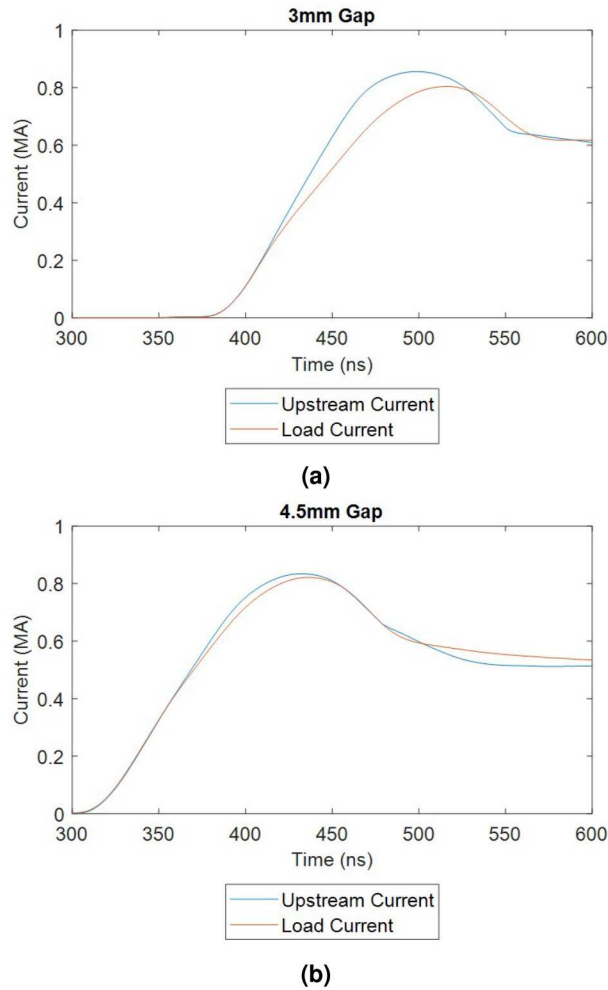 3mm Gap
1
0.8
0.6
0.4
0.2
0
Current (MA)
300 350 400 450 500 550 600
Time (ns)
Upstream Current
Load Current
(a)
4.5mm Gap
1
0.8
0.6
0.4
0.2
0
Current (MA)
300 350 400 450 500 550 600
Time (ns)
Upstream Current
Load Current
(b)